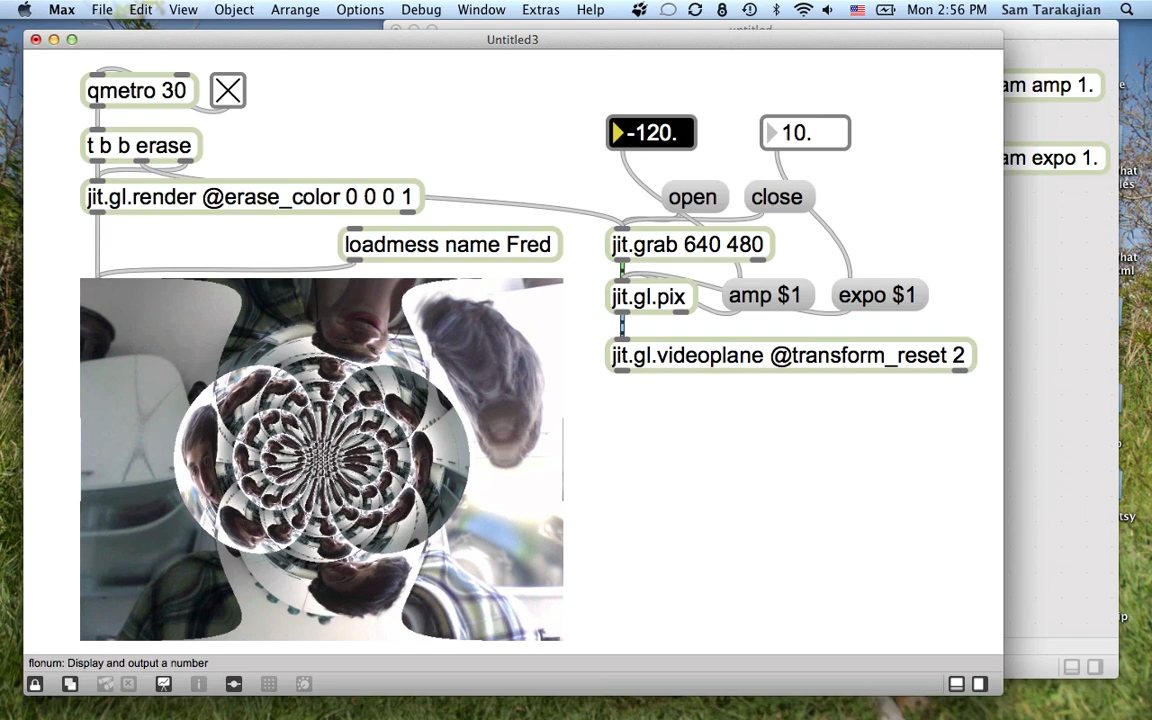 Max File Edit View Object Arrange Options Debug Window Extras Help Mon 2:56 PM Sam Tarakajian
untitled
Untitled3
qmetro 30
am amp 1.
-120. 10.
t b b erase
am expo 1.
jit.gl.render @erase_color 0 0 0 1
open close
loadmess name Fred
jit.grab 640 480
jit.gl.pix amp $1 expo $1
jit.gl.videoplane @transform_reset 2
flonum: Display and output a number